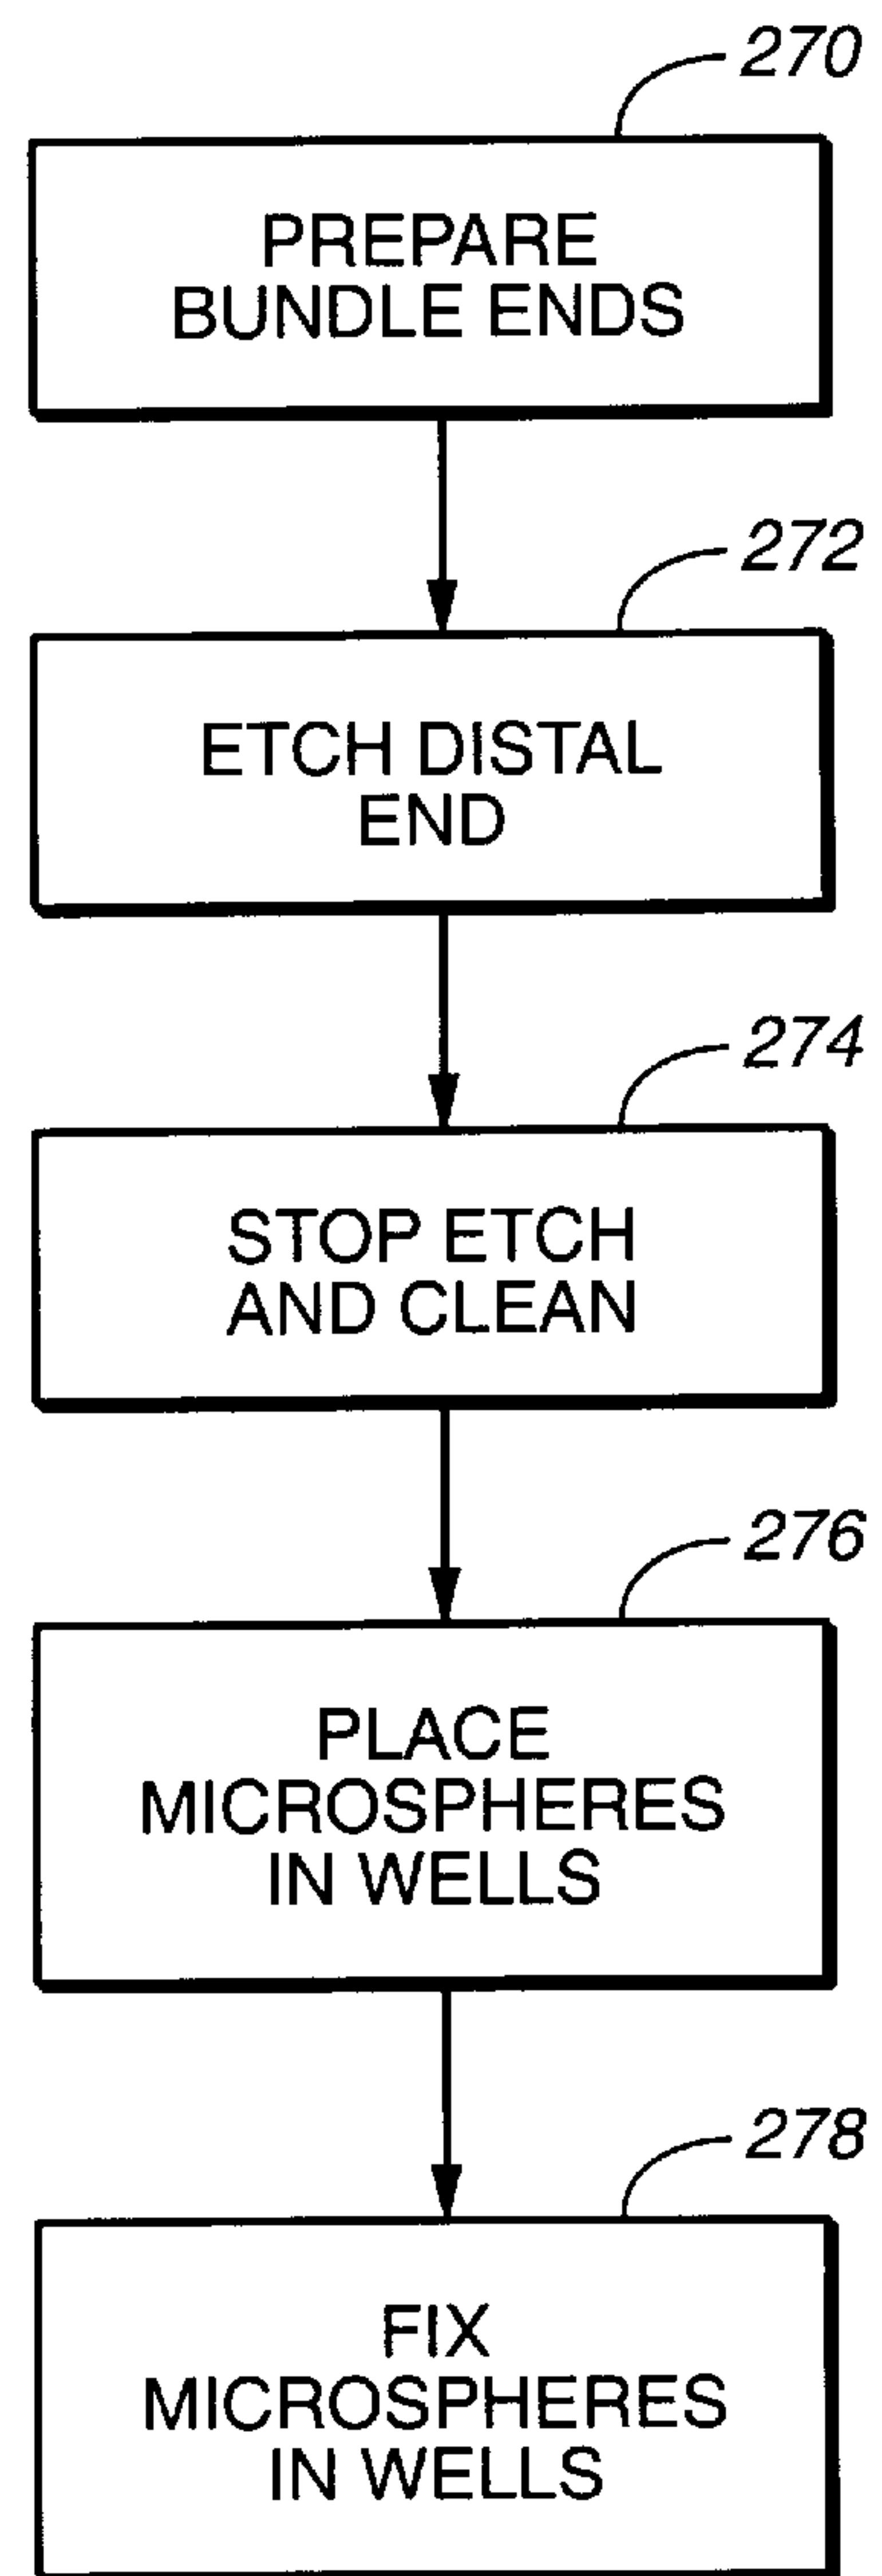 270
PREPARE
BUNDLE ENDS
272
ETCH DISTAL
END
274
STOP ETCH
AND CLEAN
276
PLACE
MICROSPHERES
IN WELLS
278
FIX
MICROSPHERES
IN WELLS